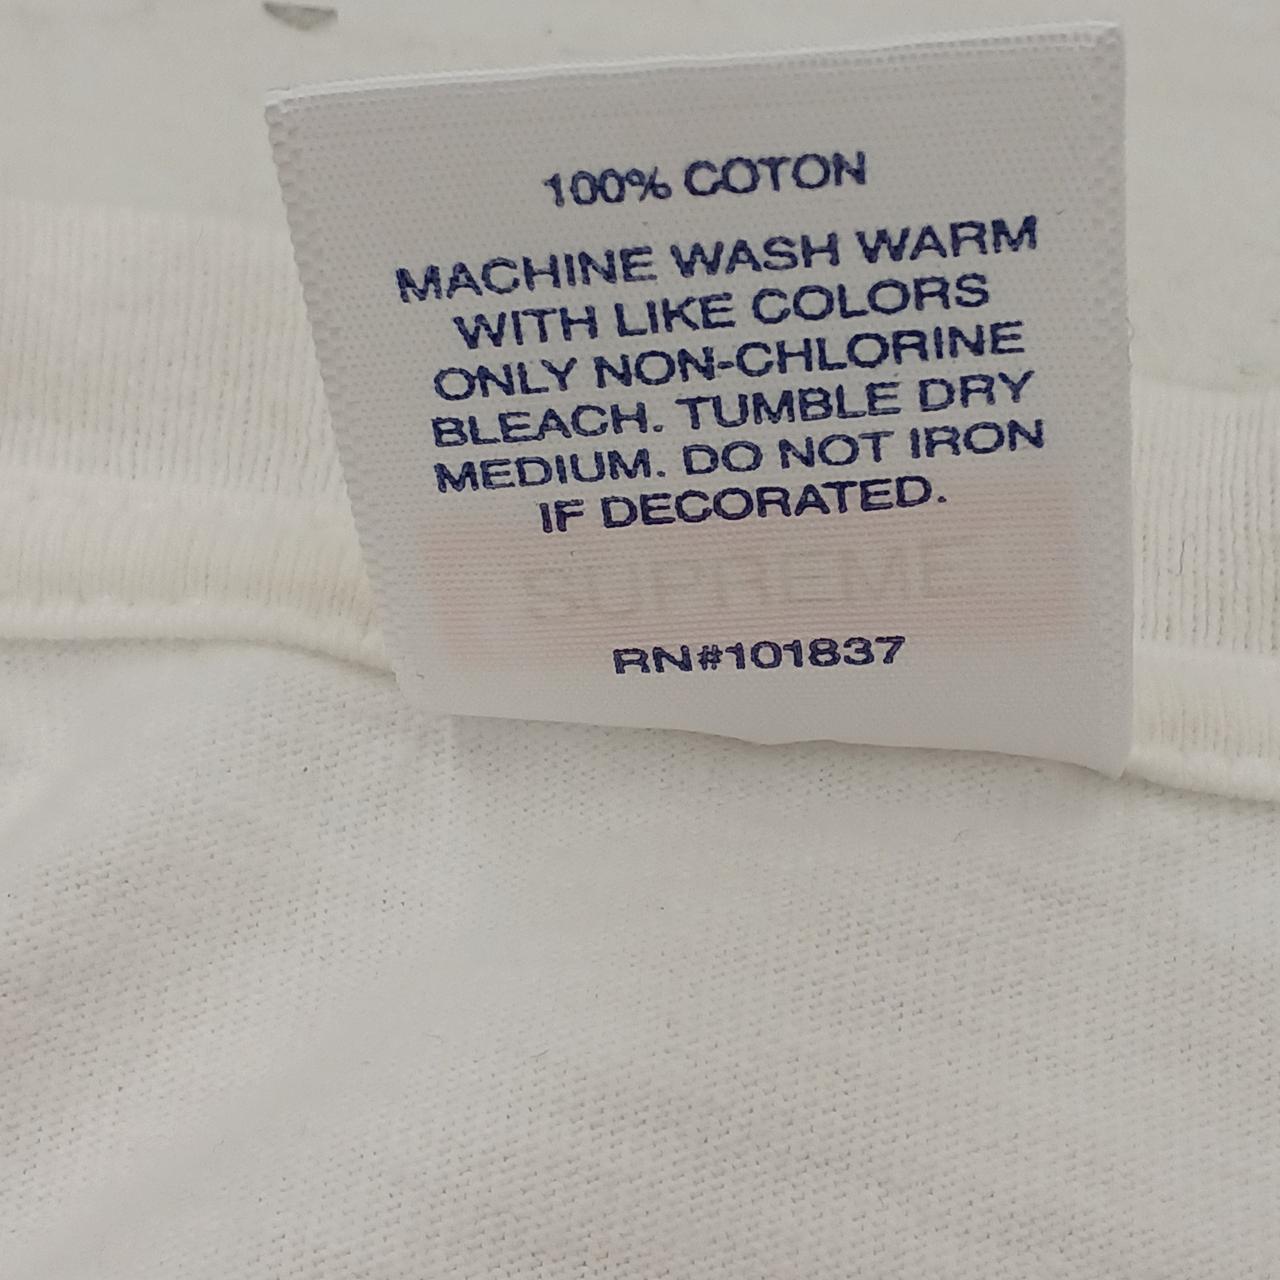 100% COTON
MACHINE WASH WARM
WITH LIKE COLORS
ONLY NON-CHLORINE
BLEACH. TUMBLE DRY
MEDIUM. DO NOT IRON
IF DECORATED.
SUPREME
RN#101837